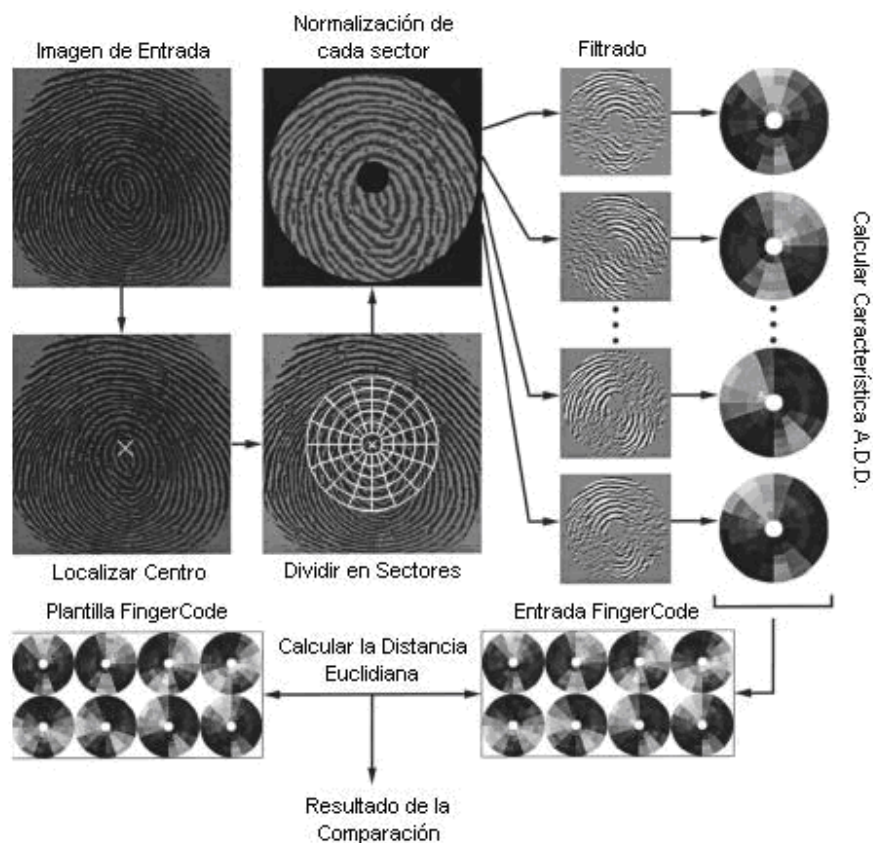 Imagen de Entrada
Normalización de
cada sector
Filtrado
Calcular Característica A.D.D.
Localizar Centro
Dividir en Sectores
Plantilla FingerCode
Calcular la Distancia
Euclidiana
Entrada FingerCode
Resultado de la
Comparación